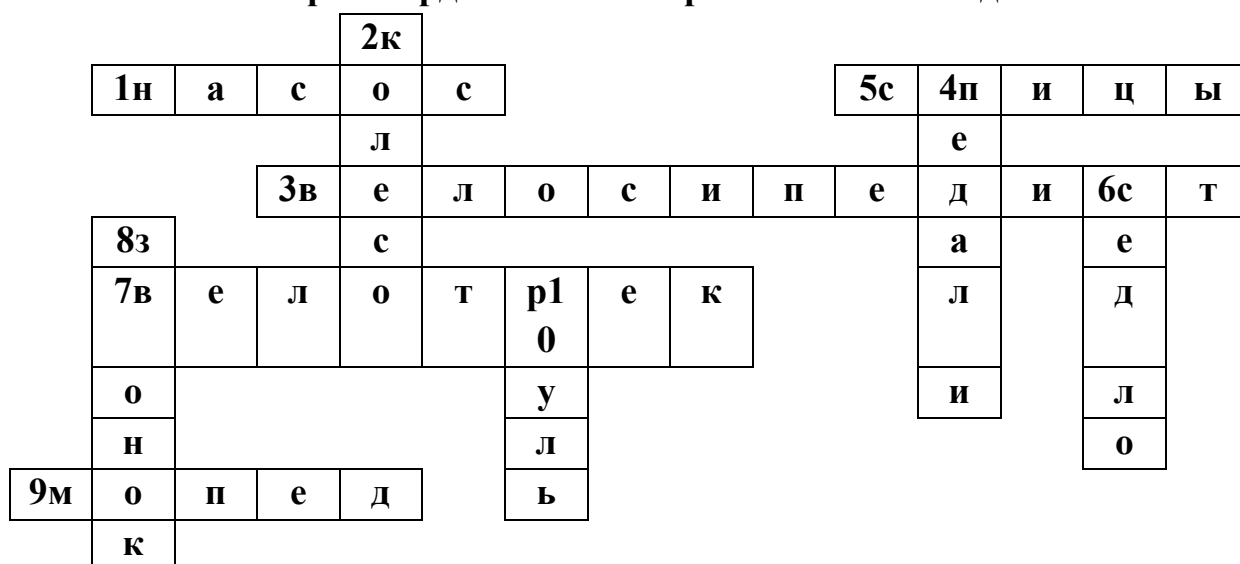 2к
1н а с о с 5с 4п и ц ы
л е
3в е л о с и п е д и 6с т
8з с а е
7в е л о т р1 е к л д
0
о у и л
н л о
9м о п е д ь
к